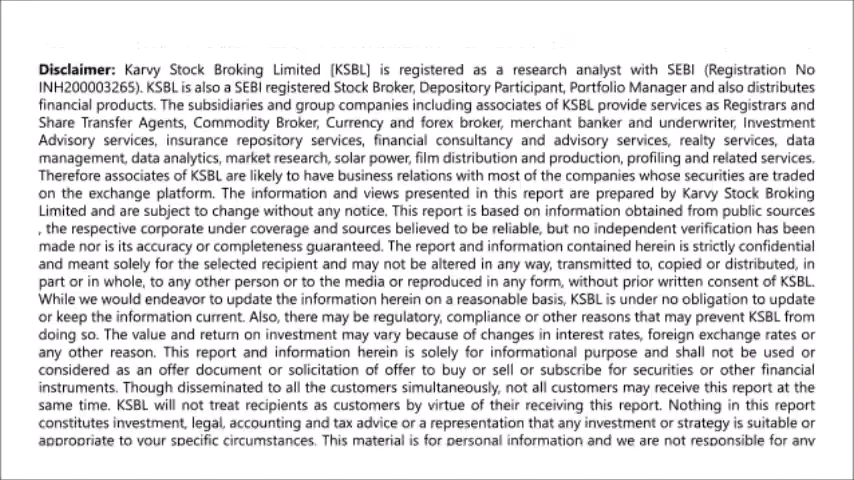 Disclaimer: Karvy Stock Broking Limited [KSBL] is registered as a research analyst with SEBI (Registration No
INH200003265). KSBL is also a SEBI registered Stock Broker, Depository Participant, Portfolio Manager and also distributes
financial products. The subsidiaries and group companies including associates of KSBL provide services as Registrars and
Share Transfer Agents, Commodity Broker, Currency and forex broker, merchant banker and underwriter, Investment
Advisory services, insurance repository services, financial consultancy and advisory services, realty services, data
management, data analytics, market research, solar power, film distribution and production, profiling and related services.
Therefore associates of KSBL are likely to have business relations with most of the companies whose securities are traded
on the exchange platform. The information and views presented in this report are prepared by Karvy Stock Broking
Limited and are subject to change without any notice. This report is based on information obtained from public sources
, the respective corporate under coverage and sources believed to be reliable, but no independent verification has been
made nor is its accuracy or completeness guaranteed. The report and information contained herein is strictly confidential
and meant solely for the selected recipient and may not be altered in any way, transmitted to, copied or distributed, in
part or in whole, to any other person or to the media or reproduced in any form, without prior written consent of KSBL.
While we would endeavor to update the information herein on a reasonable basis, KSBL is under no obligation to update
or keep the information current. Also, there may be regulatory, compliance or other reasons that may prevent KSBL from
doing so. The value and return on investment may vary because of changes in interest rates, foreign exchange rates or
any other reason. This report and information herein is solely for informational purpose and shall not be used or
considered as an offer document or solicitation of offer to buy or sell or subscribe for securities or other financial
instruments. Though disseminated to all the customers simultaneously, not all customers may receive this report at the
same time. KSBL will not treat recipients as customers by virtue of their receiving this report. Nothing in this report
constitutes investment, legal, accounting and tax advice or a representation that any investment or strategy is suitable or
appropriate to your specific circumstances. This material is for personal information and we are not responsible for any